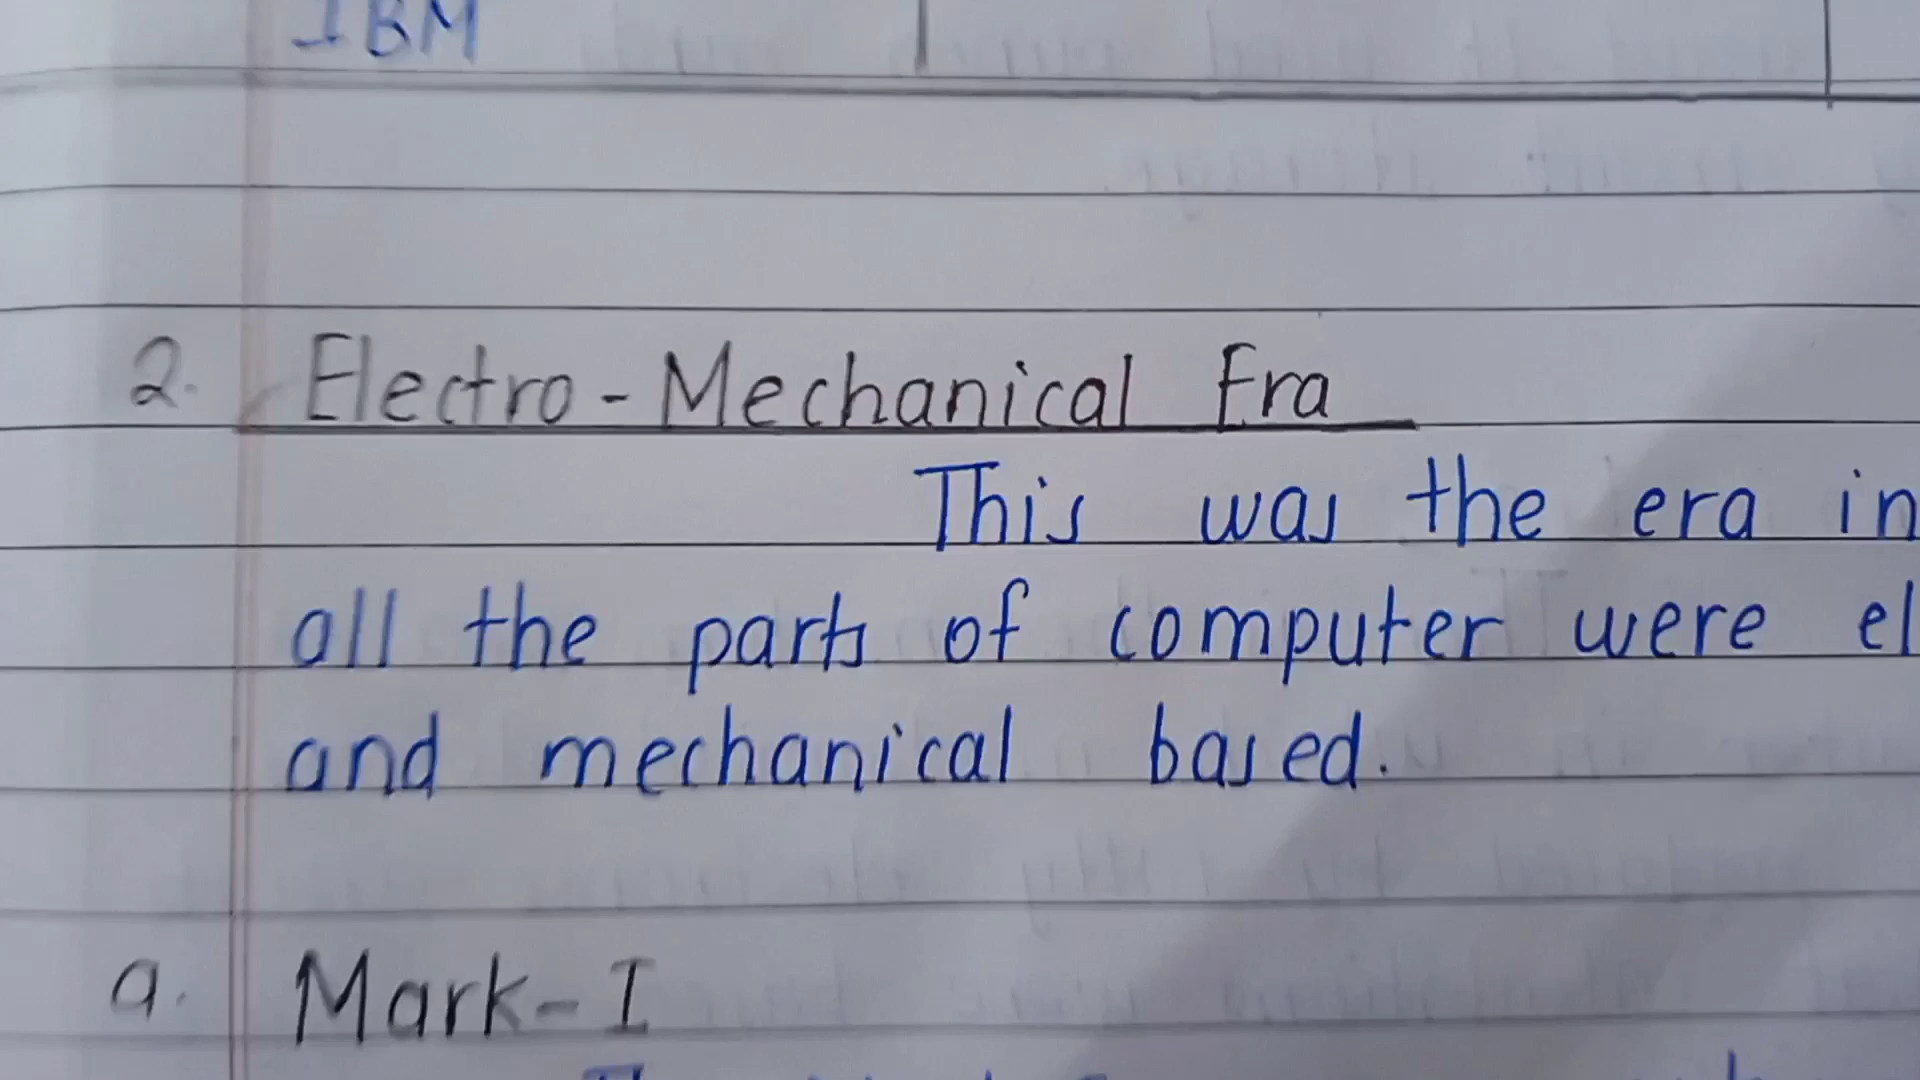 IBM
2. Electro-Mechanical Era
This was the era in
all the parts of computer were el
and mechanical based.
a. Mark-I